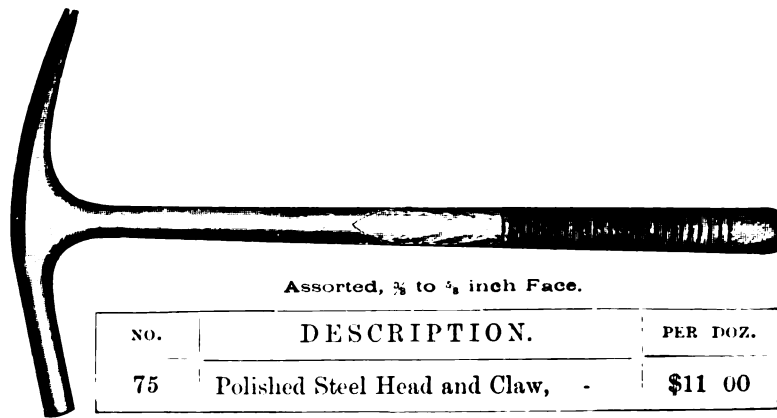 Assorted, ⅜ to ⅝ inch Face.
NO. DESCRIPTION. PER DOZ.
75 Polished Steel Head and Claw, - $11 00